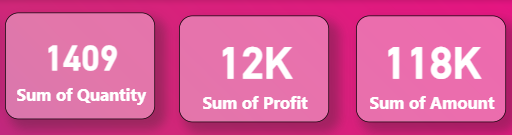 1409
Sum of Quantity
12K
Sum of Profit
118K
Sum of Amount